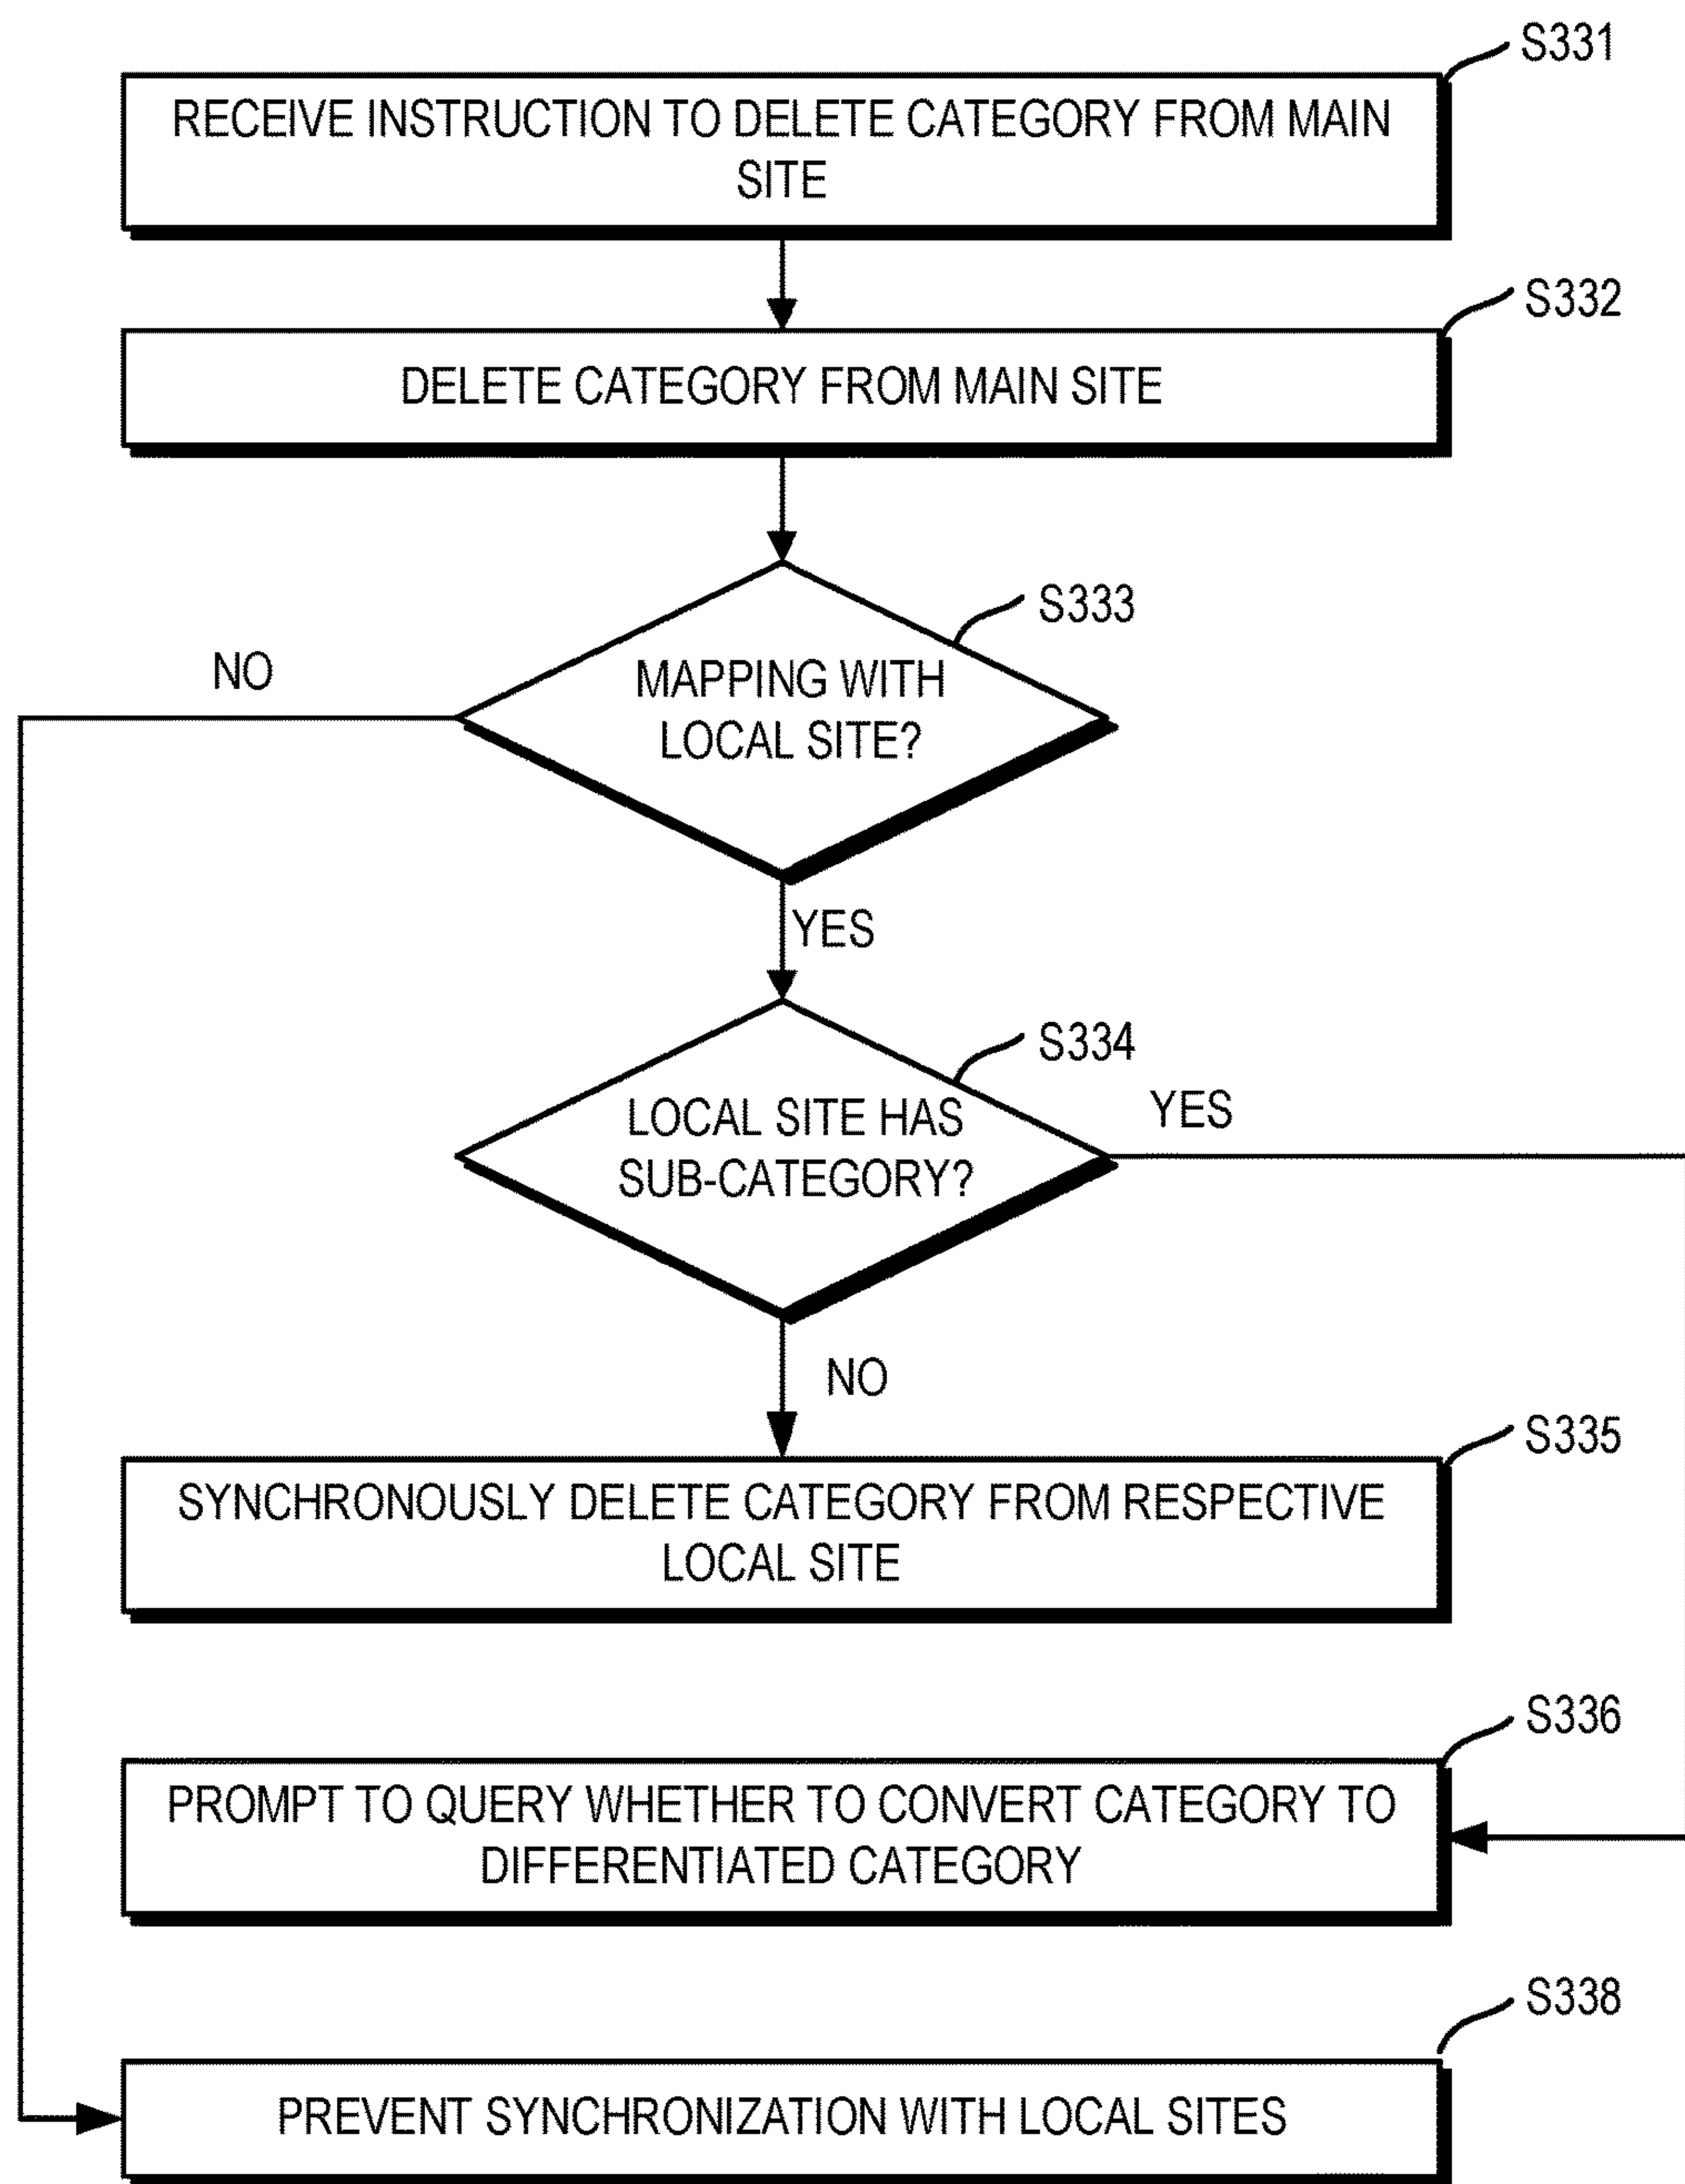 S331
RECEIVE INSTRUCTION TO DELETE CATEGORY FROM MAIN
SITE
S332
DELETE CATEGORY FROM MAIN SITE
S333
NO
MAPPING WITH
LOCAL SITE?
YES
S334
YES
LOCAL SITE HAS
SUB-CATEGORY?
NO
S335
SYNCHRONOUSLY DELETE CATEGORY FROM RESPECTIVE
LOCAL SITE
S336
PROMPT TO QUERY WHETHER TO CONVERT CATEGORY TO
DIFFERENTIATED CATEGORY
S338
PREVENT SYNCHRONIZATION WITH LOCAL SITES